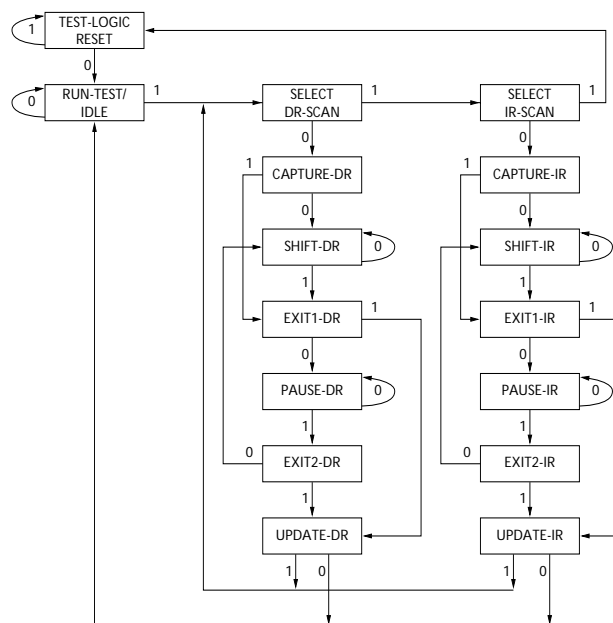 1
TEST-LOGIC
RESET
0
0
RUN-TEST/
IDLE
1
SELECT
DR-SCAN
1
SELECT
IR-SCAN
1
0
0
1
CAPTURE-DR
1
CAPTURE-IR
0
0
SHIFT-DR
0
SHIFT-IR
0
1
1
EXIT1-DR
1
EXIT1-IR
1
0
0
PAUSE-DR
0
PAUSE-IR
0
1
1
0
EXIT2-DR
0
EXIT2-IR
1
1
UPDATE-DR
UPDATE-IR
1
0
1
0